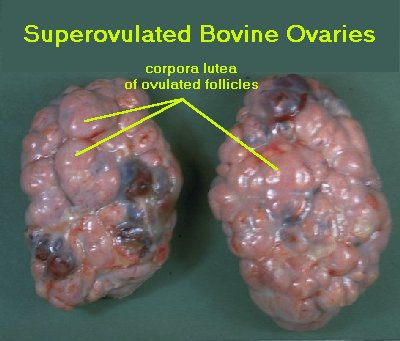 Superovulated Bovine Ovaries
corpora lutea
of ovulated follicles